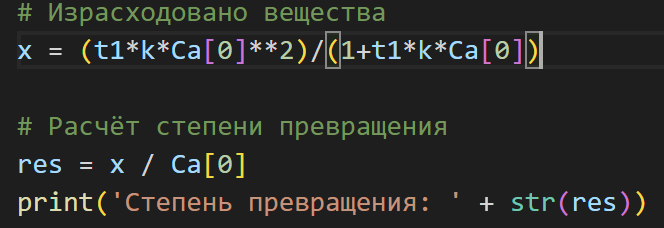 # Израсходовано вещества
x = (t1*k*Ca[0]**2)/(1+t1*k*Ca[0])
# Расчёт степени превращения
res = x / Ca[0]
print('Степень превращения: ' + str(res))